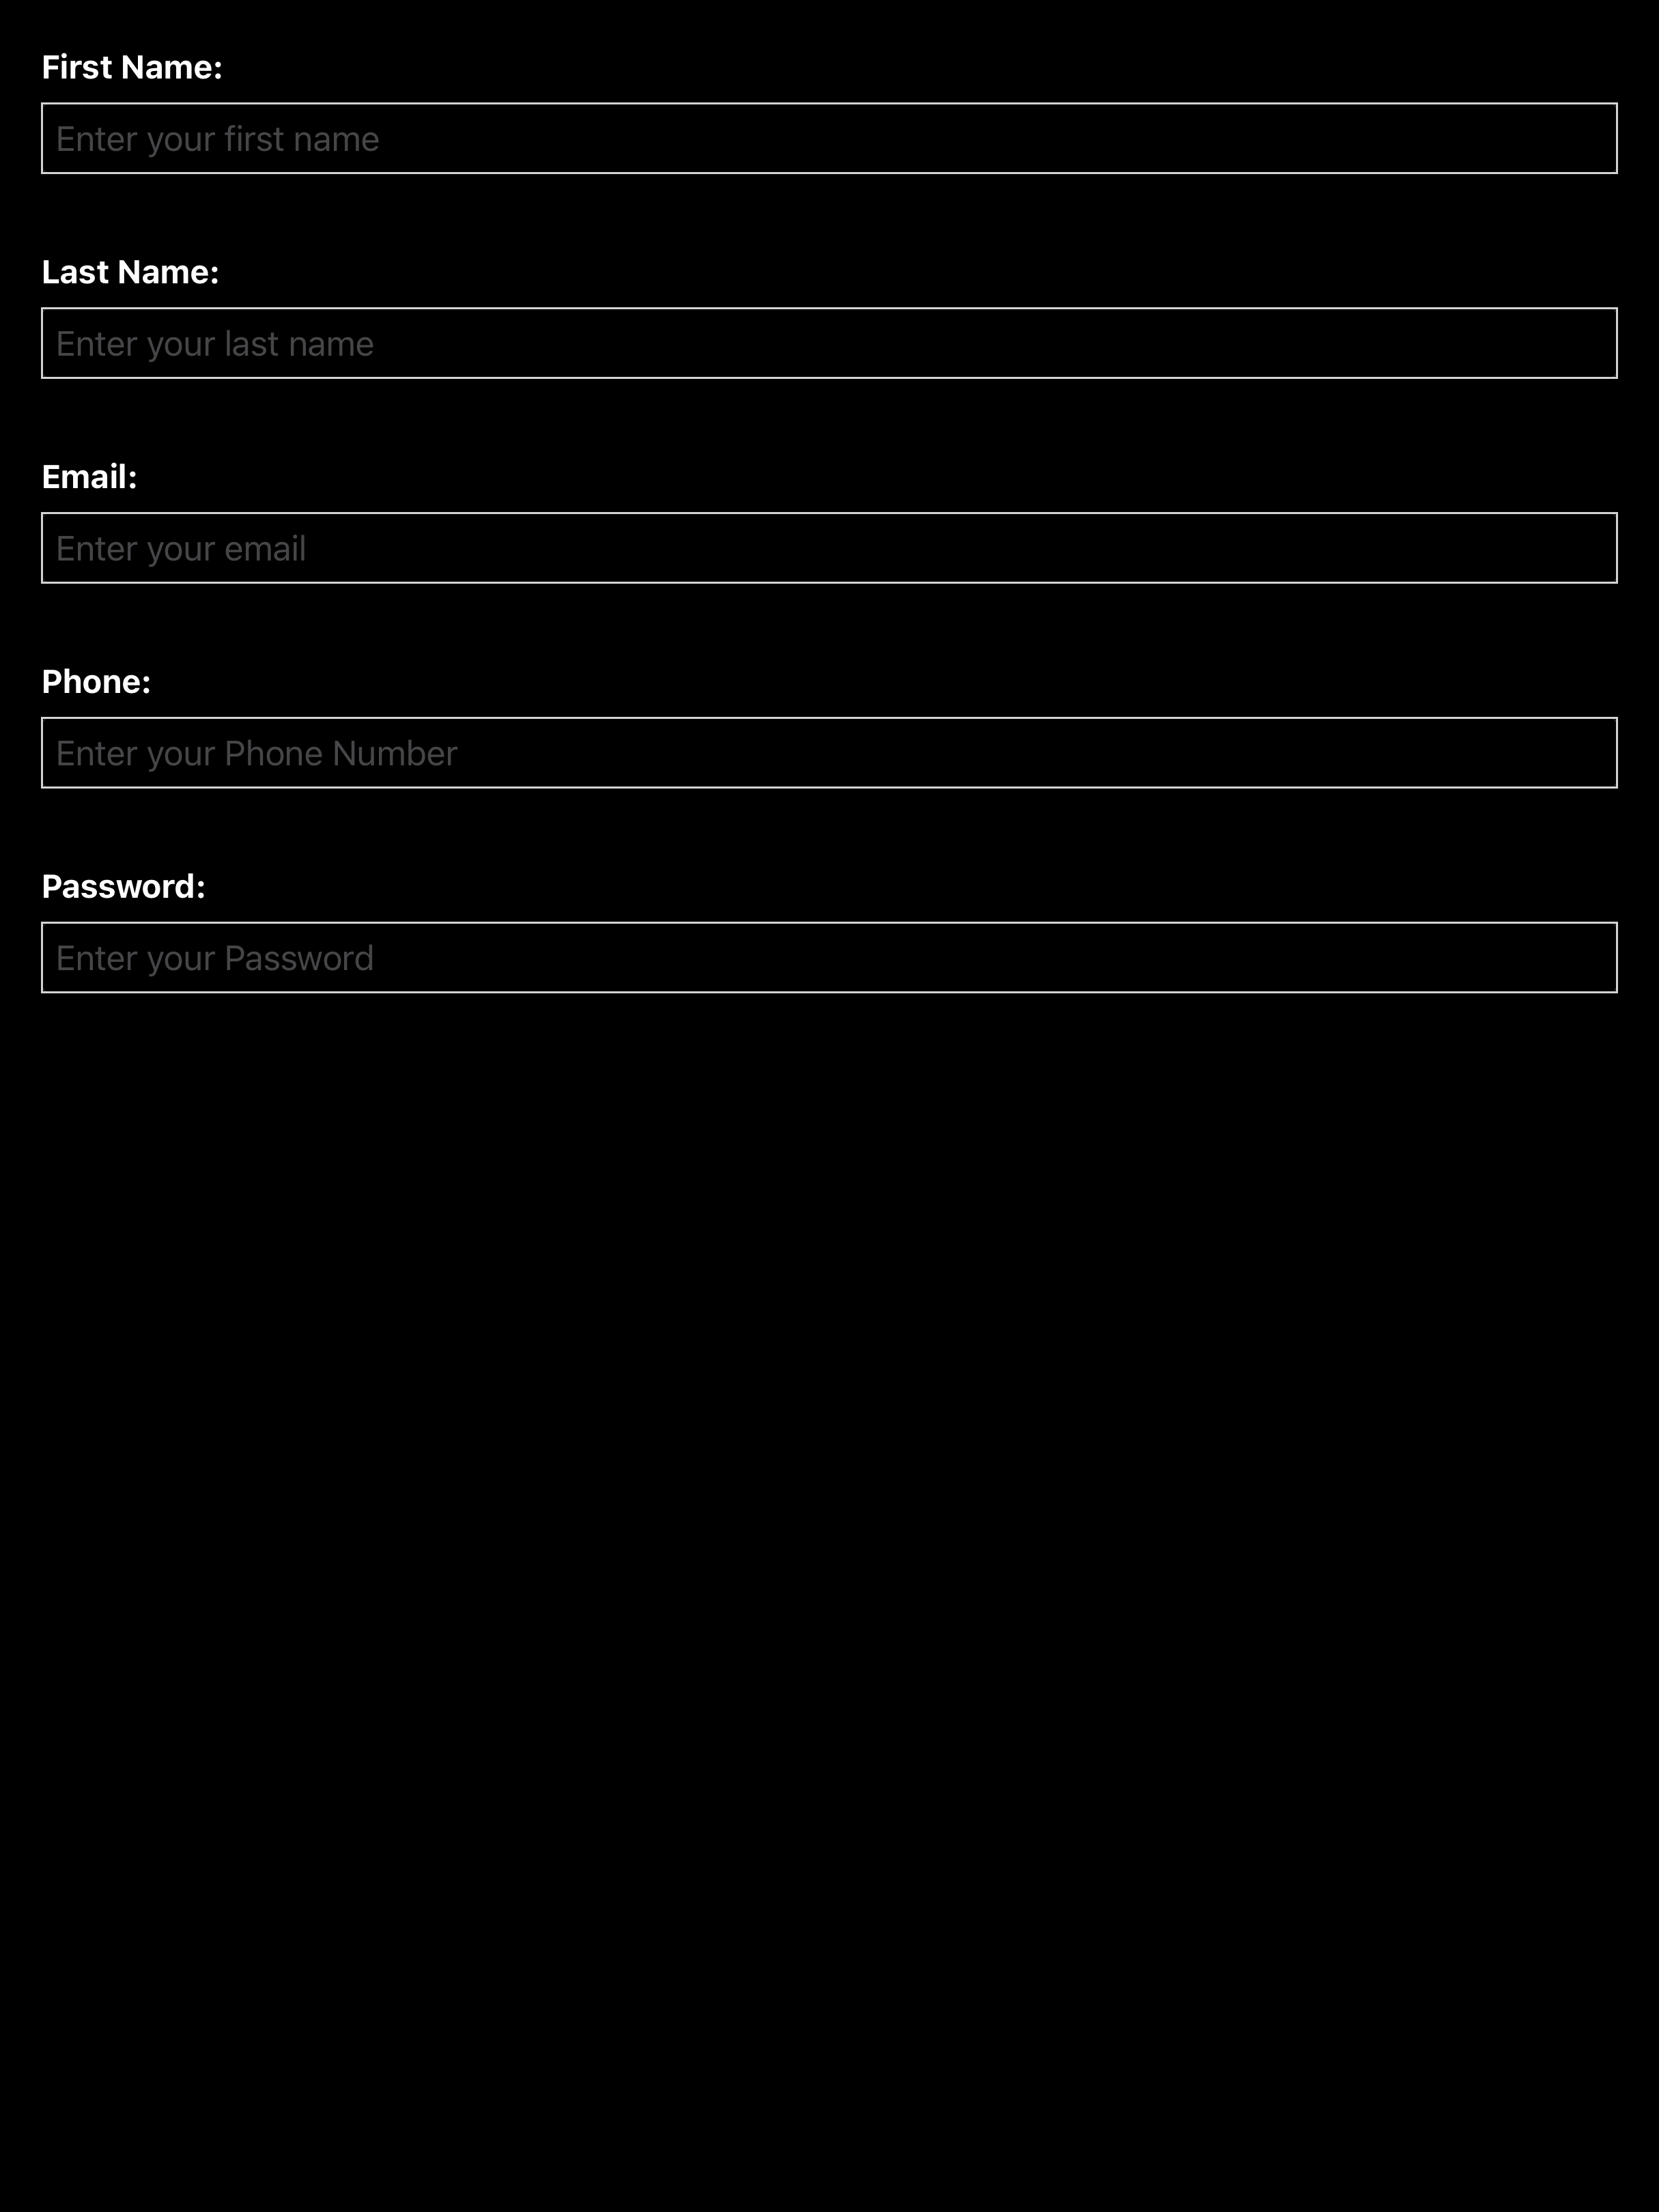 First Name:
Enter your first name
Last Name:
Enter your last name
Email:
Enter your email
Phone:
Enter your Phone Number
Password:
Enter your Password